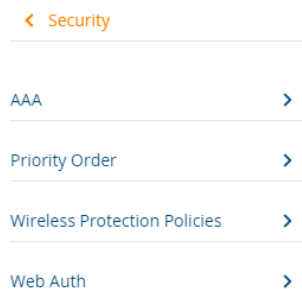 Security
AAA
Priority Order
Wireless Protection Policies
Web Auth